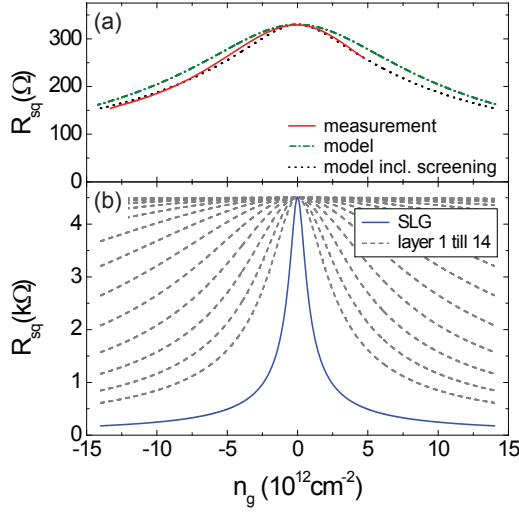 (a)
300
200
100
0
R_sq(Ω)
measurement
model
model incl. screening
(b)
4
3
2
1
0
R_sq(kΩ)
SLG
layer 1 till 14
-15 -10 -5 0 5 10 15
n_g (10^12cm^-2)